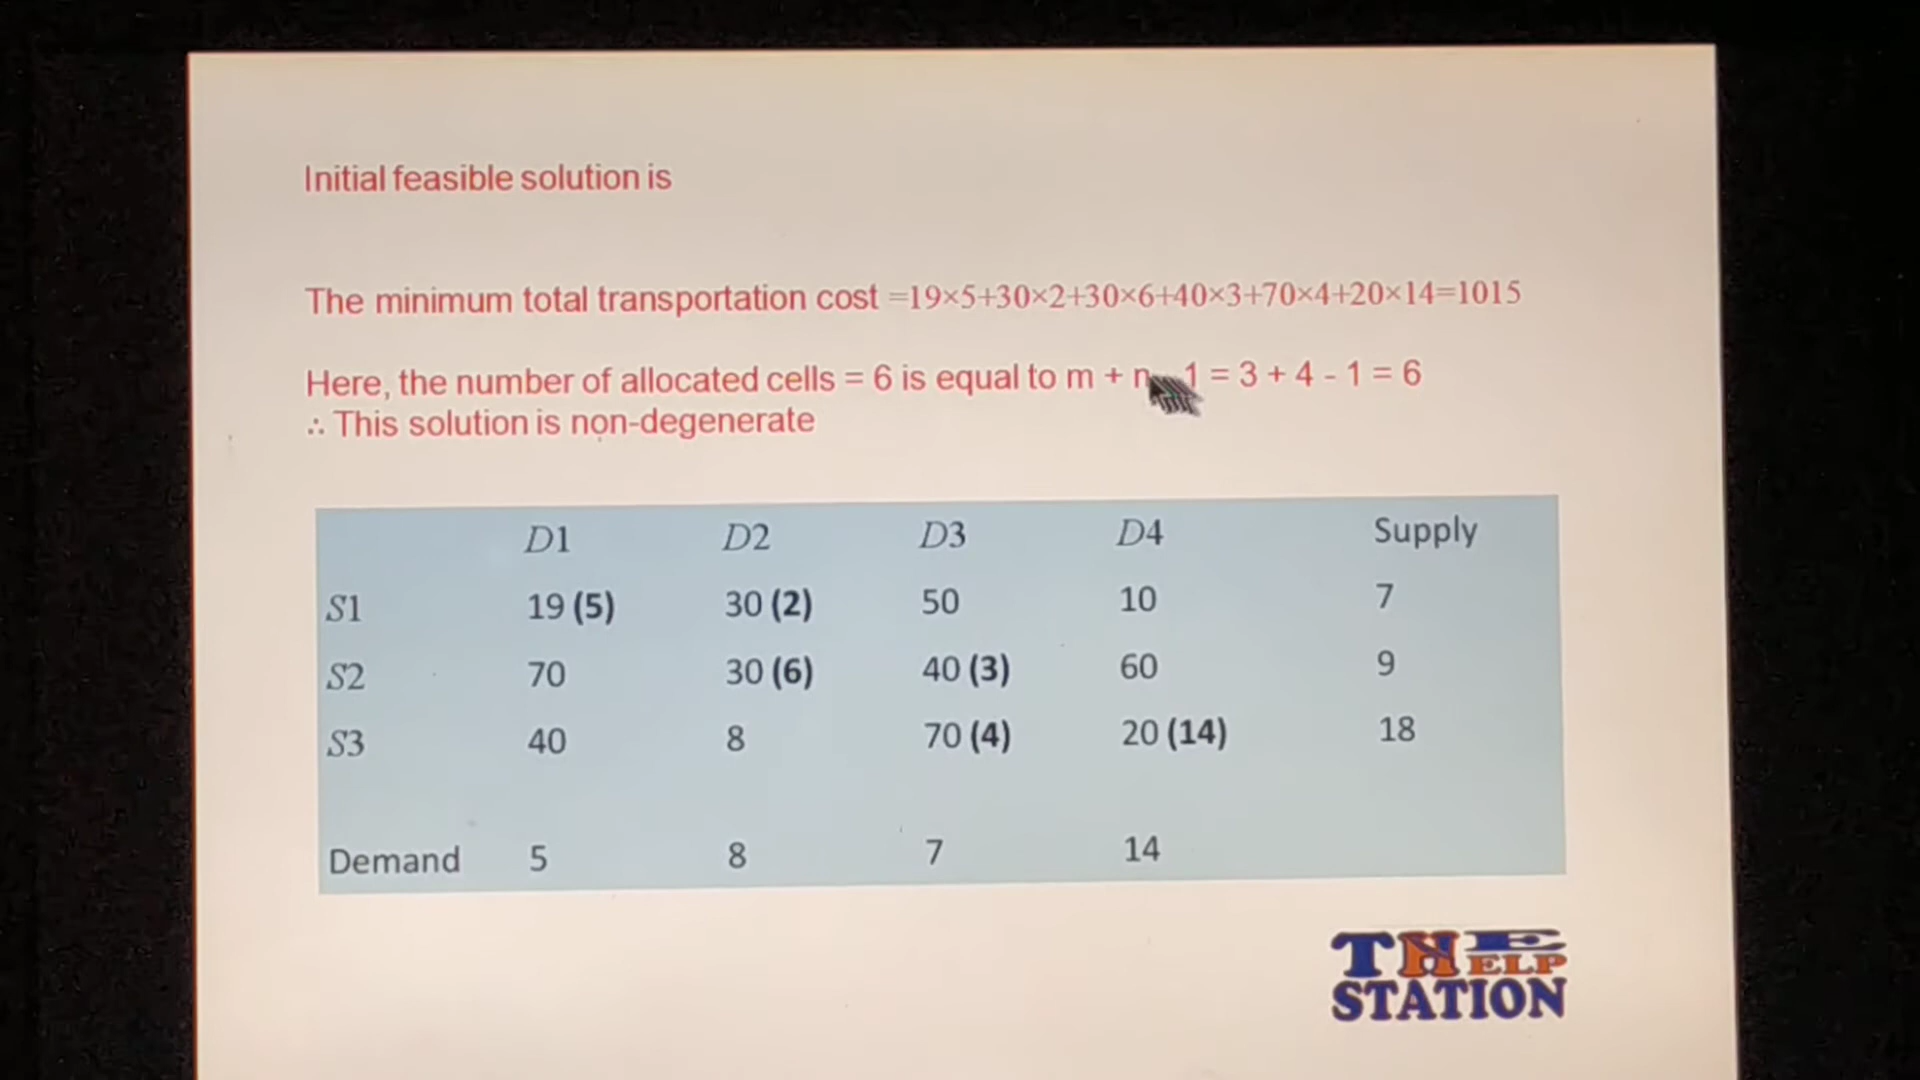 Initial feasible solution is
The minimum total transportation cost =19×5+30×2+30×6+40×3+70×4+20×14=1015
Here, the number of allocated cells = 6 is equal to m + n - 1 = 3 + 4 - 1 = 6
∴ This solution is non-degenerate
D1 D2 D3 D4 Supply
S1 19 (5) 30 (2) 50 10 7
S2 70 30 (6) 40 (3) 60 9
S3 40 8 70 (4) 20 (14) 18
Demand 5 8 7 14
THE
HELP
STATION